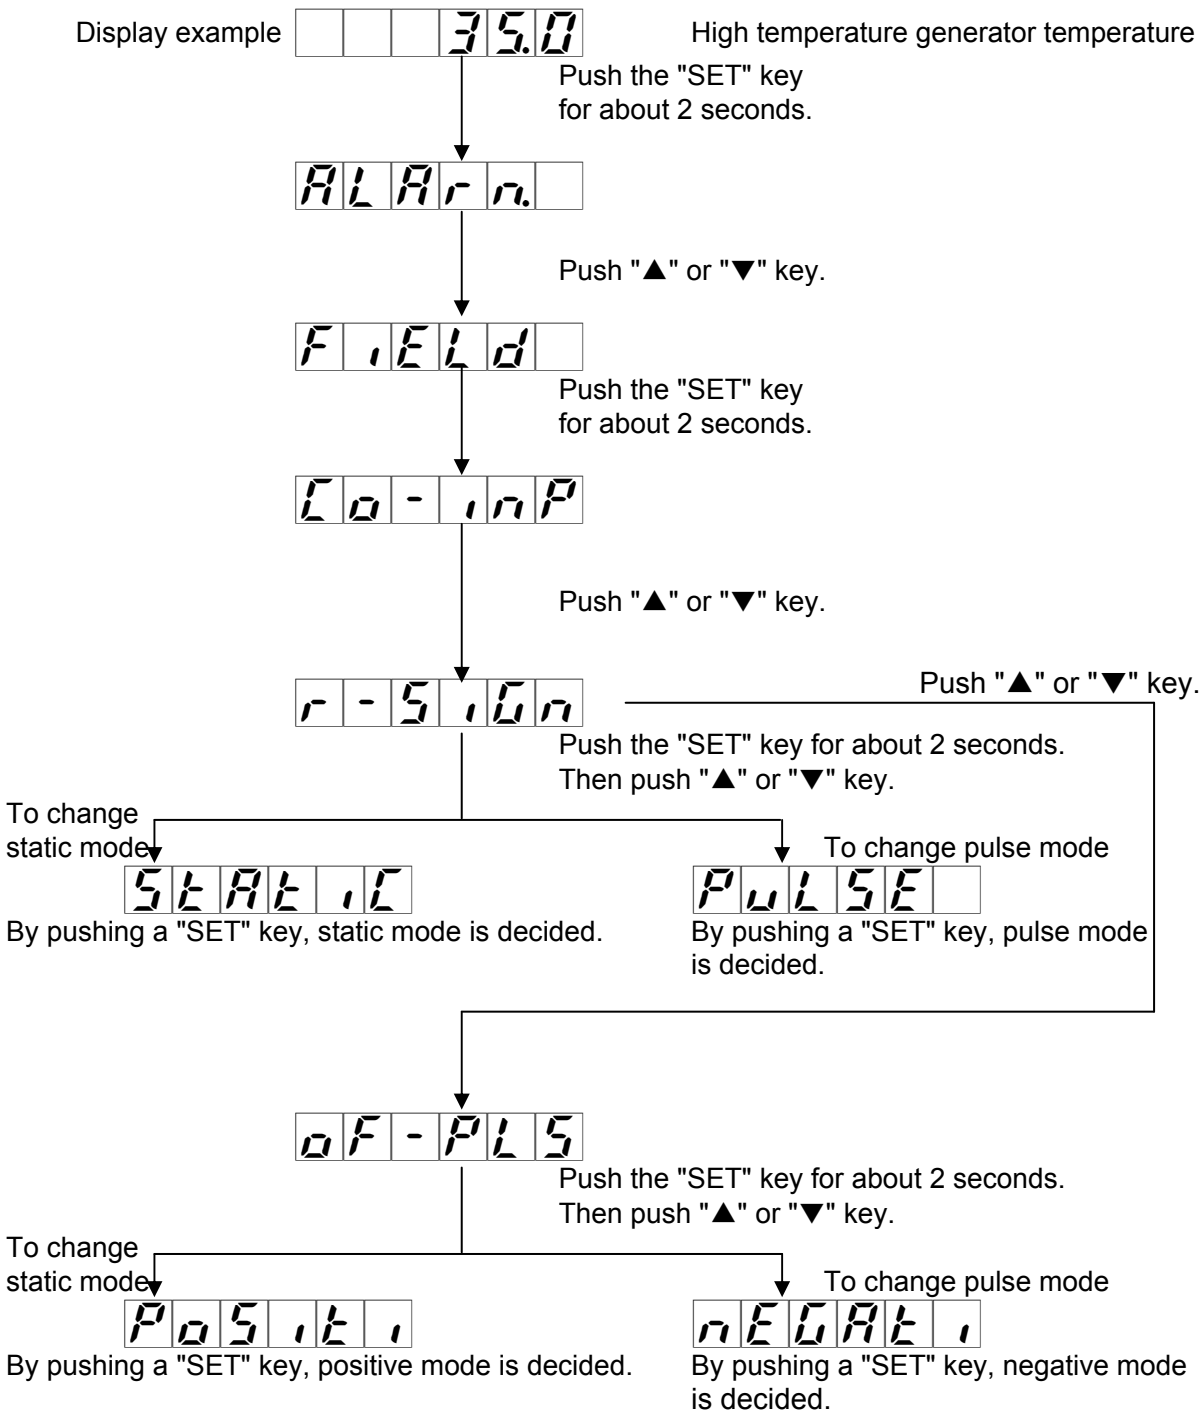 Display example 35.0 High temperature generator temperature
Push the "SET" key
for about 2 seconds.
ALArn.
Push "▲" or "▼" key.
FiELd
Push the "SET" key
for about 2 seconds.
Co-inP
Push "▲" or "▼" key.
r-SiGn
Push "▲" or "▼" key.
Push the "SET" key for about 2 seconds.
Then push "▲" or "▼" key.
To change
static mode
To change pulse mode
StAtiC
PuLSE
By pushing a "SET" key, static mode is decided.
By pushing a "SET" key, pulse mode
is decided.
oF-PLS
Push the "SET" key for about 2 seconds.
Then push "▲" or "▼" key.
To change
static mode
To change pulse mode
PoSiti
nEGAti
By pushing a "SET" key, positive mode is decided.
By pushing a "SET" key, negative mode
is decided.